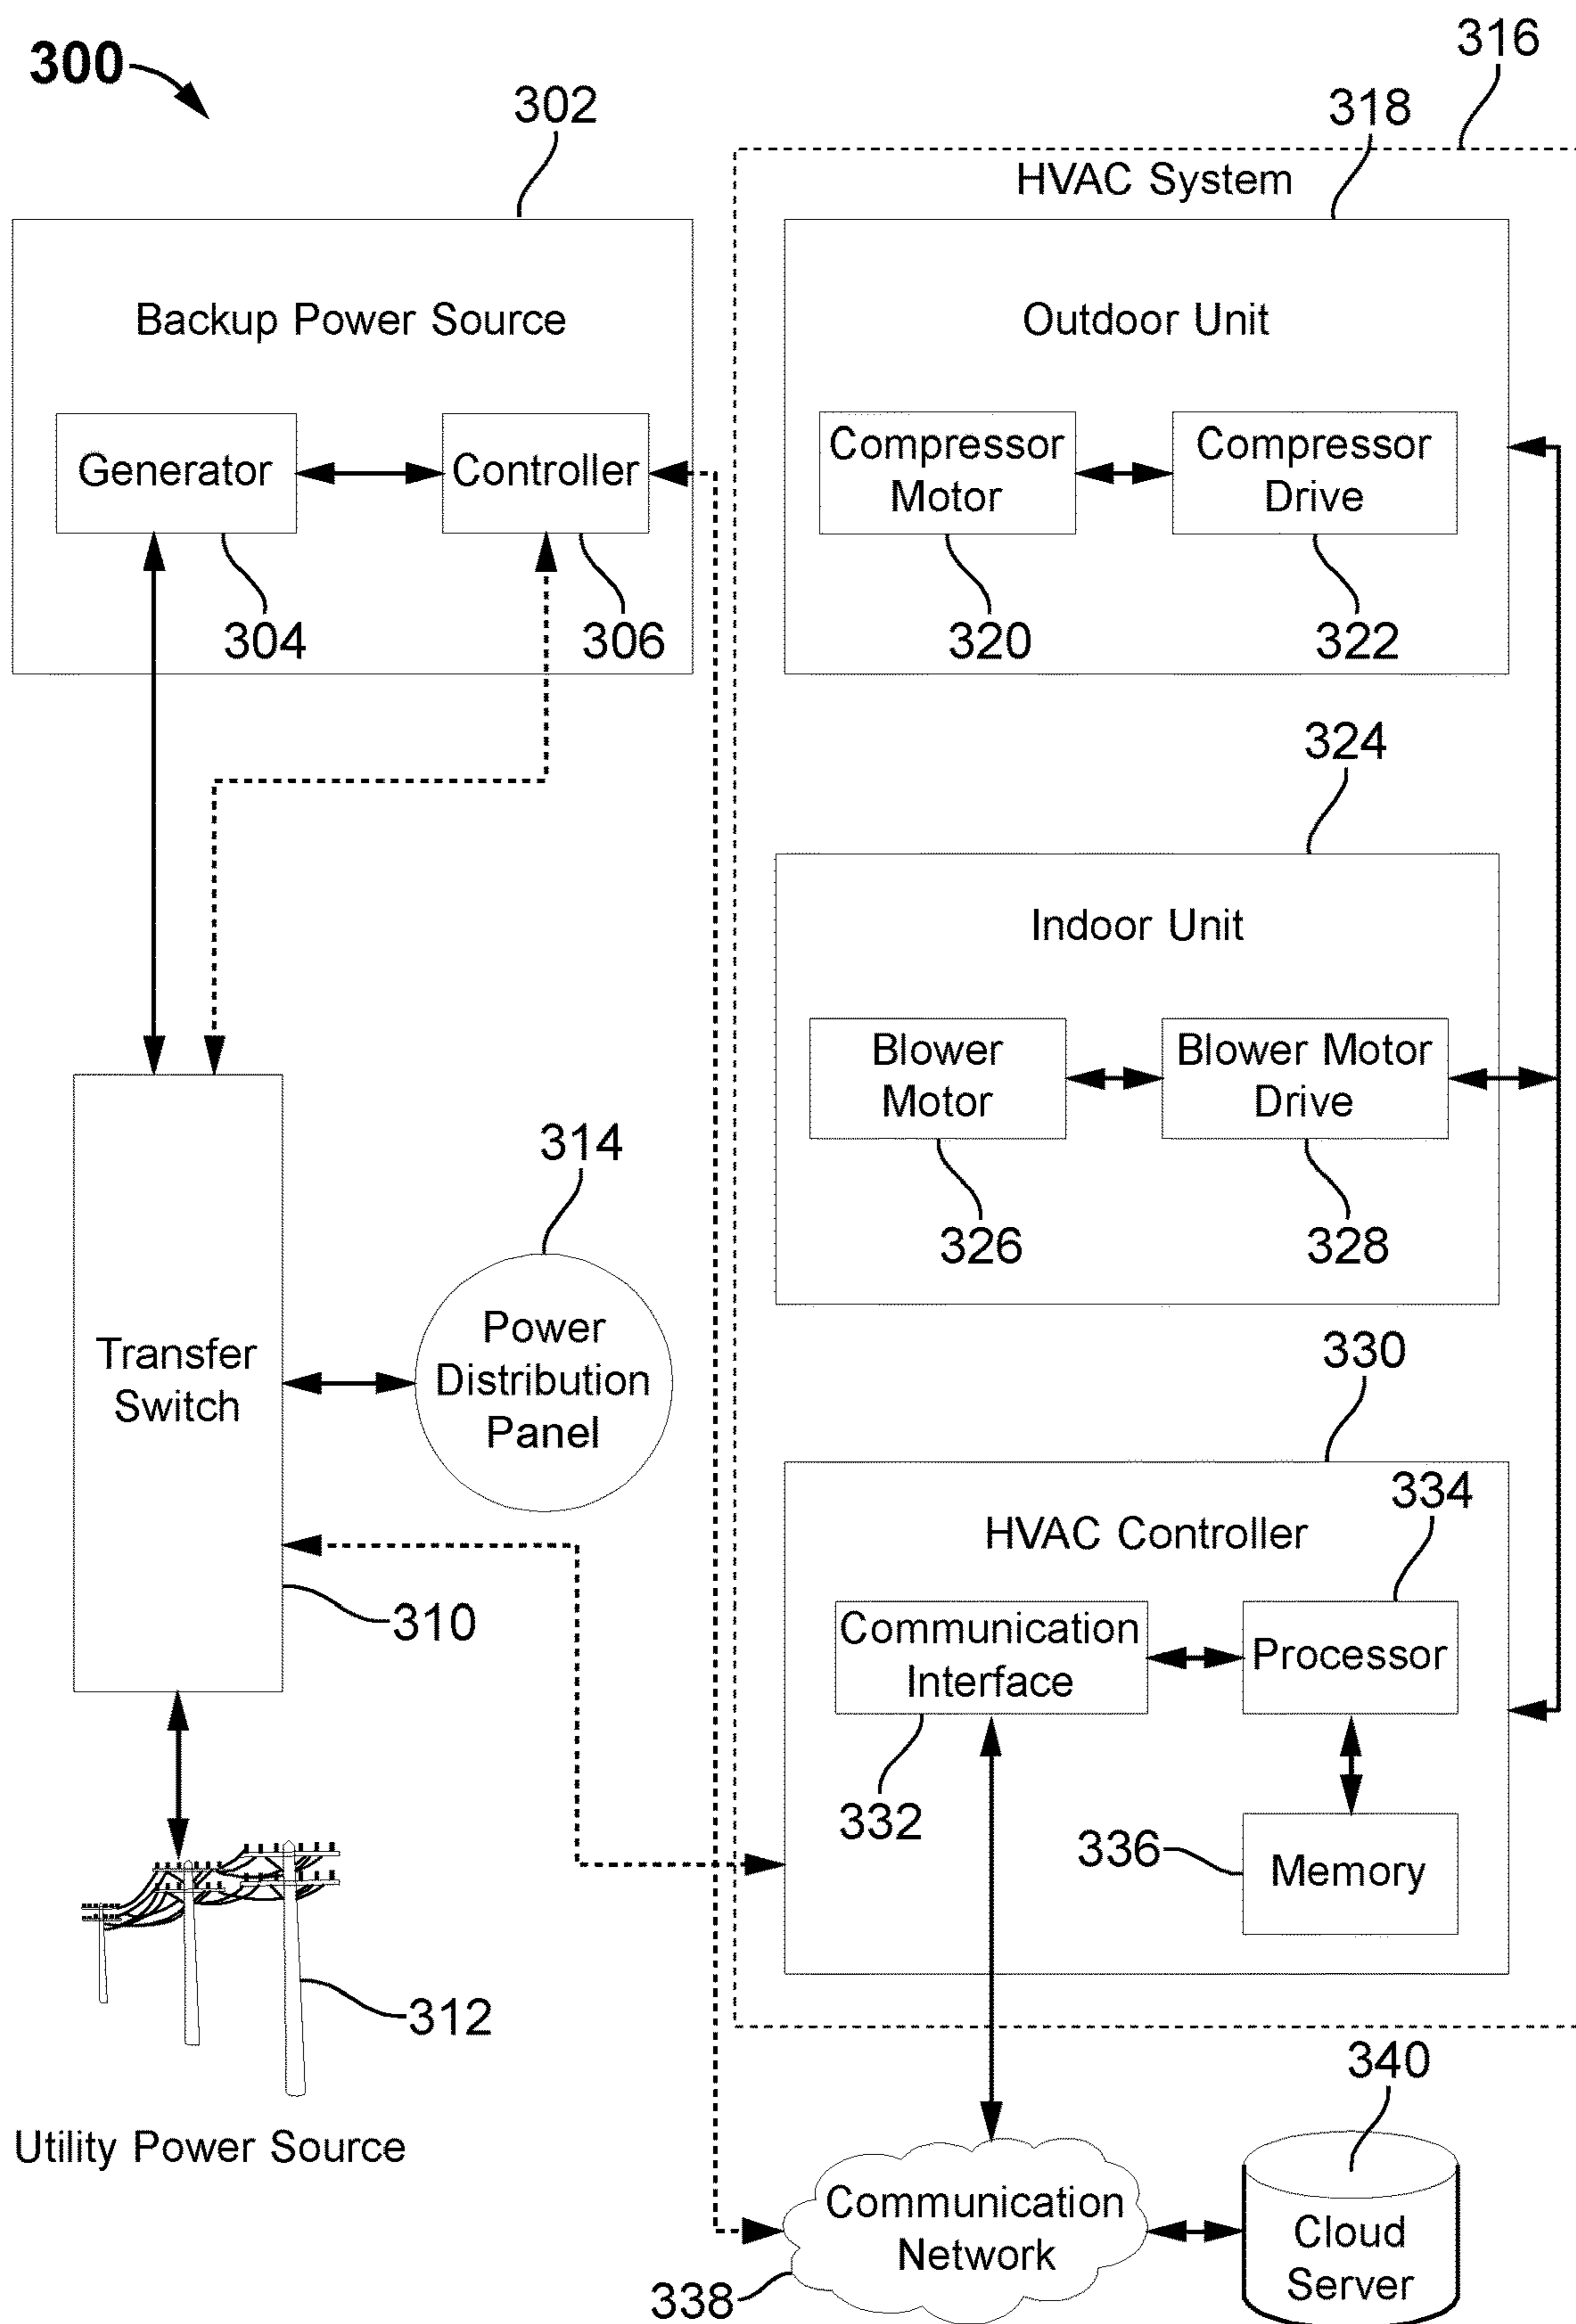 300
302
316
318
HVAC System
Backup Power Source
Outdoor Unit
Generator
Controller
Compressor
Motor
Compressor
Drive
304
306
320
322
324
Indoor Unit
Blower
Motor
Blower Motor
Drive
326
328
314
Transfer
Switch
Power
Distribution
Panel
310
330
334
HVAC Controller
Communication
Interface
Processor
332
336
Memory
312
Utility Power Source
340
Communication
Network
338
Cloud
Server